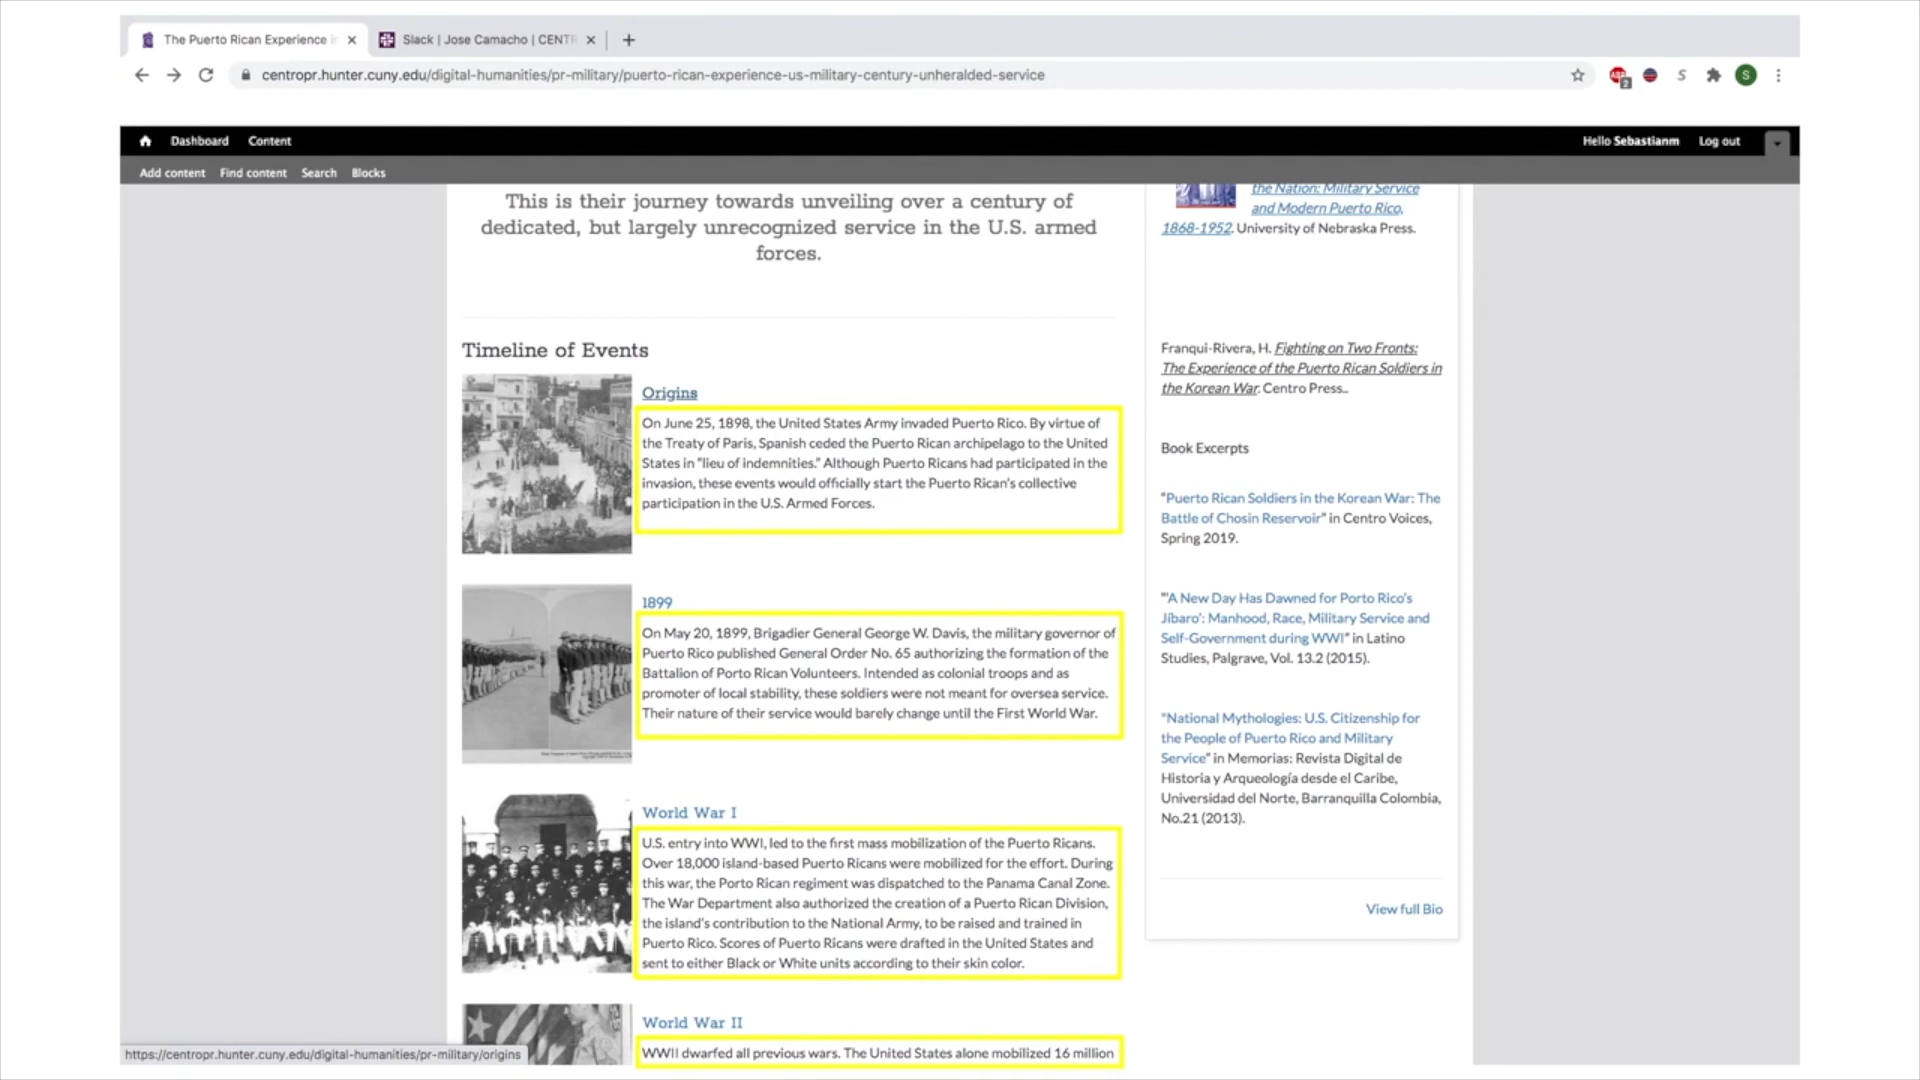 The Puerto Rican Experience in
Slack | Jose Camacho | CENTR
centropr.hunter.cuny.edu/digital-humanities/pr-military/puerto-rican-experience-us-military-century-unheralded-service
ABP
2
S
S
Dashboard Content
Hello Sebastianm Log out
Add content Find content Search Blocks
This is their journey towards unveiling over a century of
dedicated, but largely unrecognized service in the U.S. armed
forces.
Timeline of Events
Origins
On June 25, 1898, the United States Army invaded Puerto Rico. By virtue of
the Treaty of Paris, Spanish ceded the Puerto Rican archipelago to the United
States in "lieu of indemnities." Although Puerto Ricans had participated in the
invasion, these events would officially start the Puerto Rican's collective
participation in the U.S. Armed Forces.
1899
On May 20, 1899, Brigadier General George W. Davis, the military governor of
Puerto Rico published General Order No. 65 authorizing the formation of the
Battalion of Porto Rican Volunteers. Intended as colonial troops and as
promoter of local stability, these soldiers were not meant for oversea service.
Their nature of their service would barely change until the First World War.
World War I
U.S. entry into WWI, led to the first mass mobilization of the Puerto Ricans.
Over 18,000 island-based Puerto Ricans were mobilized for the effort. During
this war, the Porto Rican regiment was dispatched to the Panama Canal Zone.
The War Department also authorized the creation of a Puerto Rican Division,
the island's contribution to the National Army, to be raised and trained in
Puerto Rico. Scores of Puerto Ricans were drafted in the United States and
sent to either Black or White units according to their skin color.
World War II
WWII dwarfed all previous wars. The United States alone mobilized 16 million
the Nation: Military Service
and Modern Puerto Rico,
1868-1952. University of Nebraska Press.
Franqui-Rivera, H. Fighting on Two Fronts:
The Experience of the Puerto Rican Soldiers in
the Korean War. Centro Press..
Book Excerpts
"Puerto Rican Soldiers in the Korean War: The
Battle of Chosin Reservoir" in Centro Voices,
Spring 2019.
"'A New Day Has Dawned for Porto Rico's
Jíbaro': Manhood, Race, Military Service and
Self-Government during WWI" in Latino
Studies, Palgrave, Vol. 13.2 (2015).
"National Mythologies: U.S. Citizenship for
the People of Puerto Rico and Military
Service" in Memorias: Revista Digital de
Historia y Arqueología desde el Caribe,
Universidad del Norte, Barranquilla Colombia,
No.21 (2013).
View full Bio
https://centropr.hunter.cuny.edu/digital-humanities/pr-military/origins